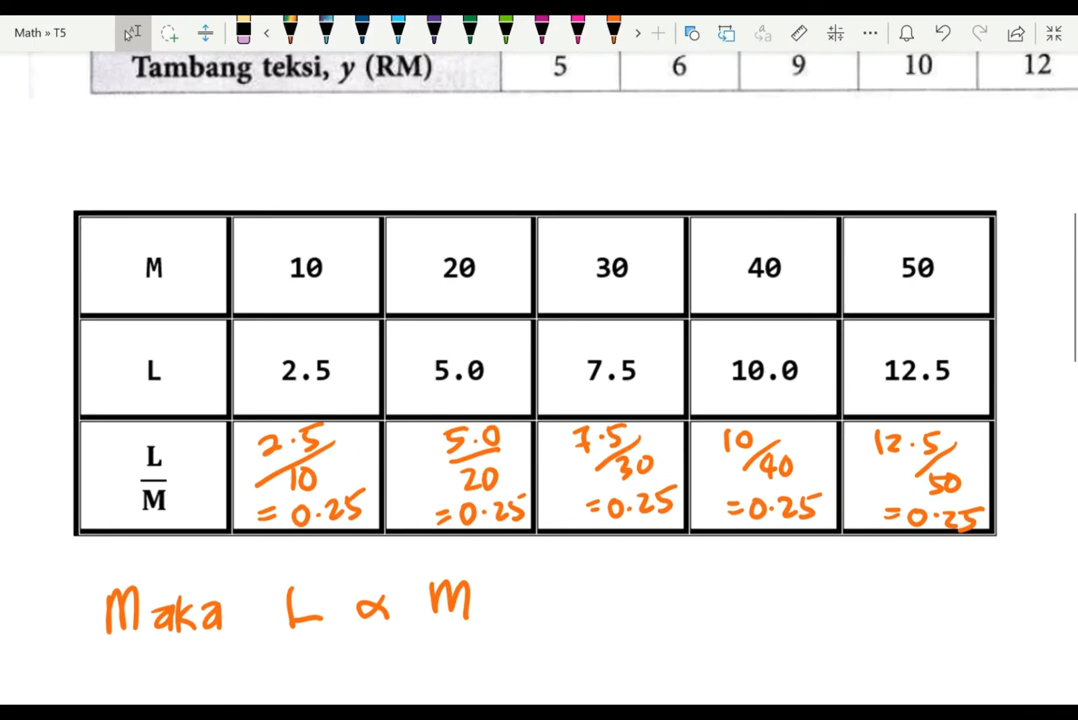 Math » T5
Tambang teksi, y (RM) 5 6 9 10 12
M 10 20 30 40 50
L 2.5 5.0 7.5 10.0 12.5
L/M 2.5/10 = 0.25 5.0/20 = 0.25 7.5/30 = 0.25 10/40 = 0.25 12.5/50 = 0.25
Maka L ∝ M